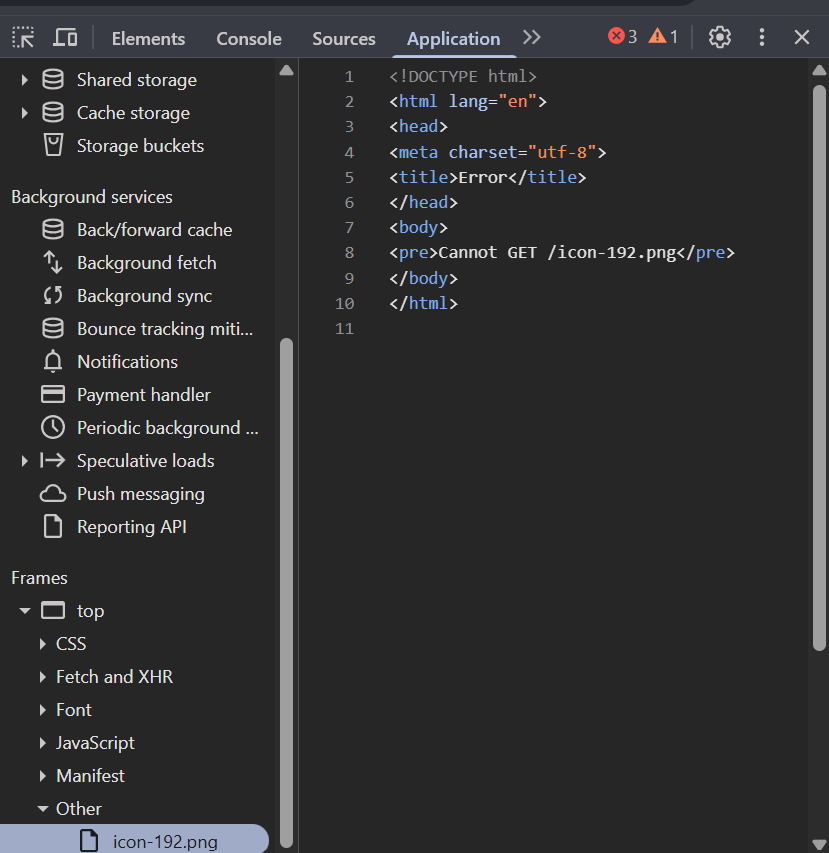 Elements Console Sources Application 3 1
Shared storage
Cache storage
Storage buckets
Background services
Back/forward cache
Background fetch
Background sync
Bounce tracking miti...
Notifications
Payment handler
Periodic background ...
Speculative loads
Push messaging
Reporting API
Frames
top
CSS
Fetch and XHR
Font
JavaScript
Manifest
Other
icon-192.png
1 <!DOCTYPE html>
2 <html lang="en">
3 <head>
4 <meta charset="utf-8">
5 <title>Error</title>
6 </head>
7 <body>
8 <pre>Cannot GET /icon-192.png</pre>
9 </body>
10 </html>
11